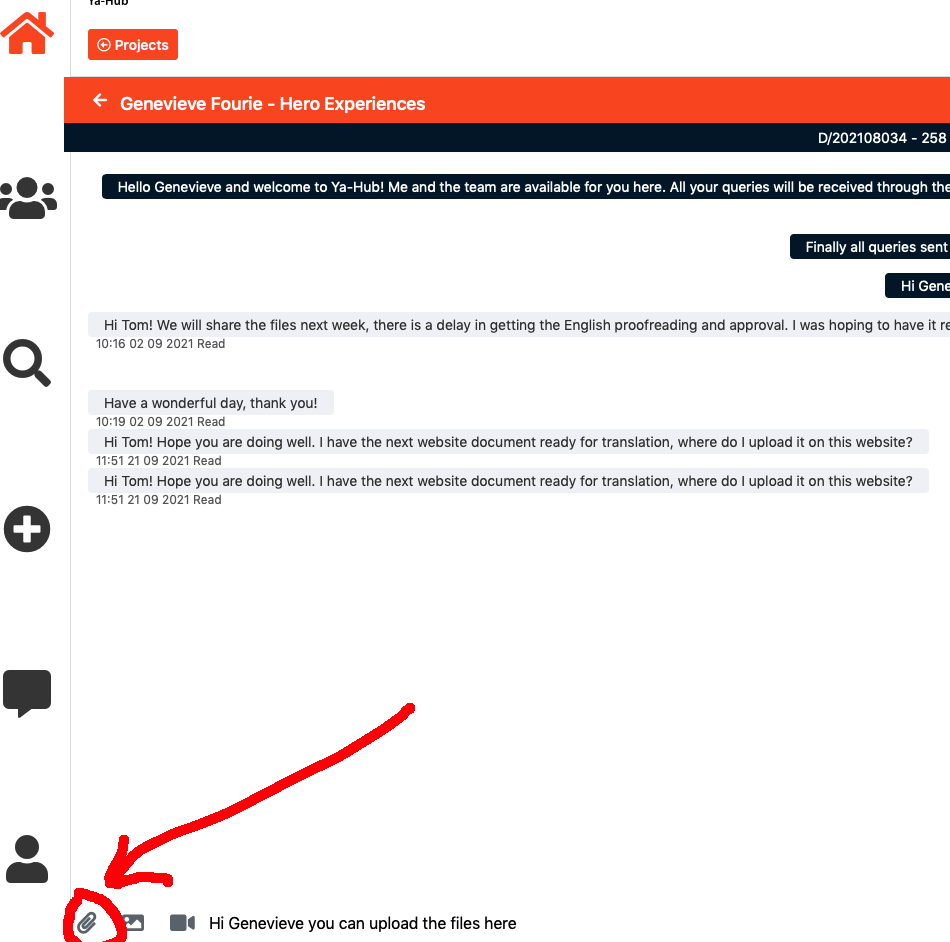 Ya-Hub
Projects
Genevieve Fourie - Hero Experiences
D/202108034 - 258
Hello Genevieve and welcome to Ya-Hub! Me and the team are available for you here. All your queries will be received through the
Finally all queries sent
Hi Gene
Hi Tom! We will share the files next week, there is a delay in getting the English proofreading and approval. I was hoping to have it re
10:16 02 09 2021 Read
Have a wonderful day, thank you!
10:19 02 09 2021 Read
Hi Tom! Hope you are doing well. I have the next website document ready for translation, where do I upload it on this website?
11:51 21 09 2021 Read
Hi Tom! Hope you are doing well. I have the next website document ready for translation, where do I upload it on this website?
11:51 21 09 2021 Read
Hi Genevieve you can upload the files here